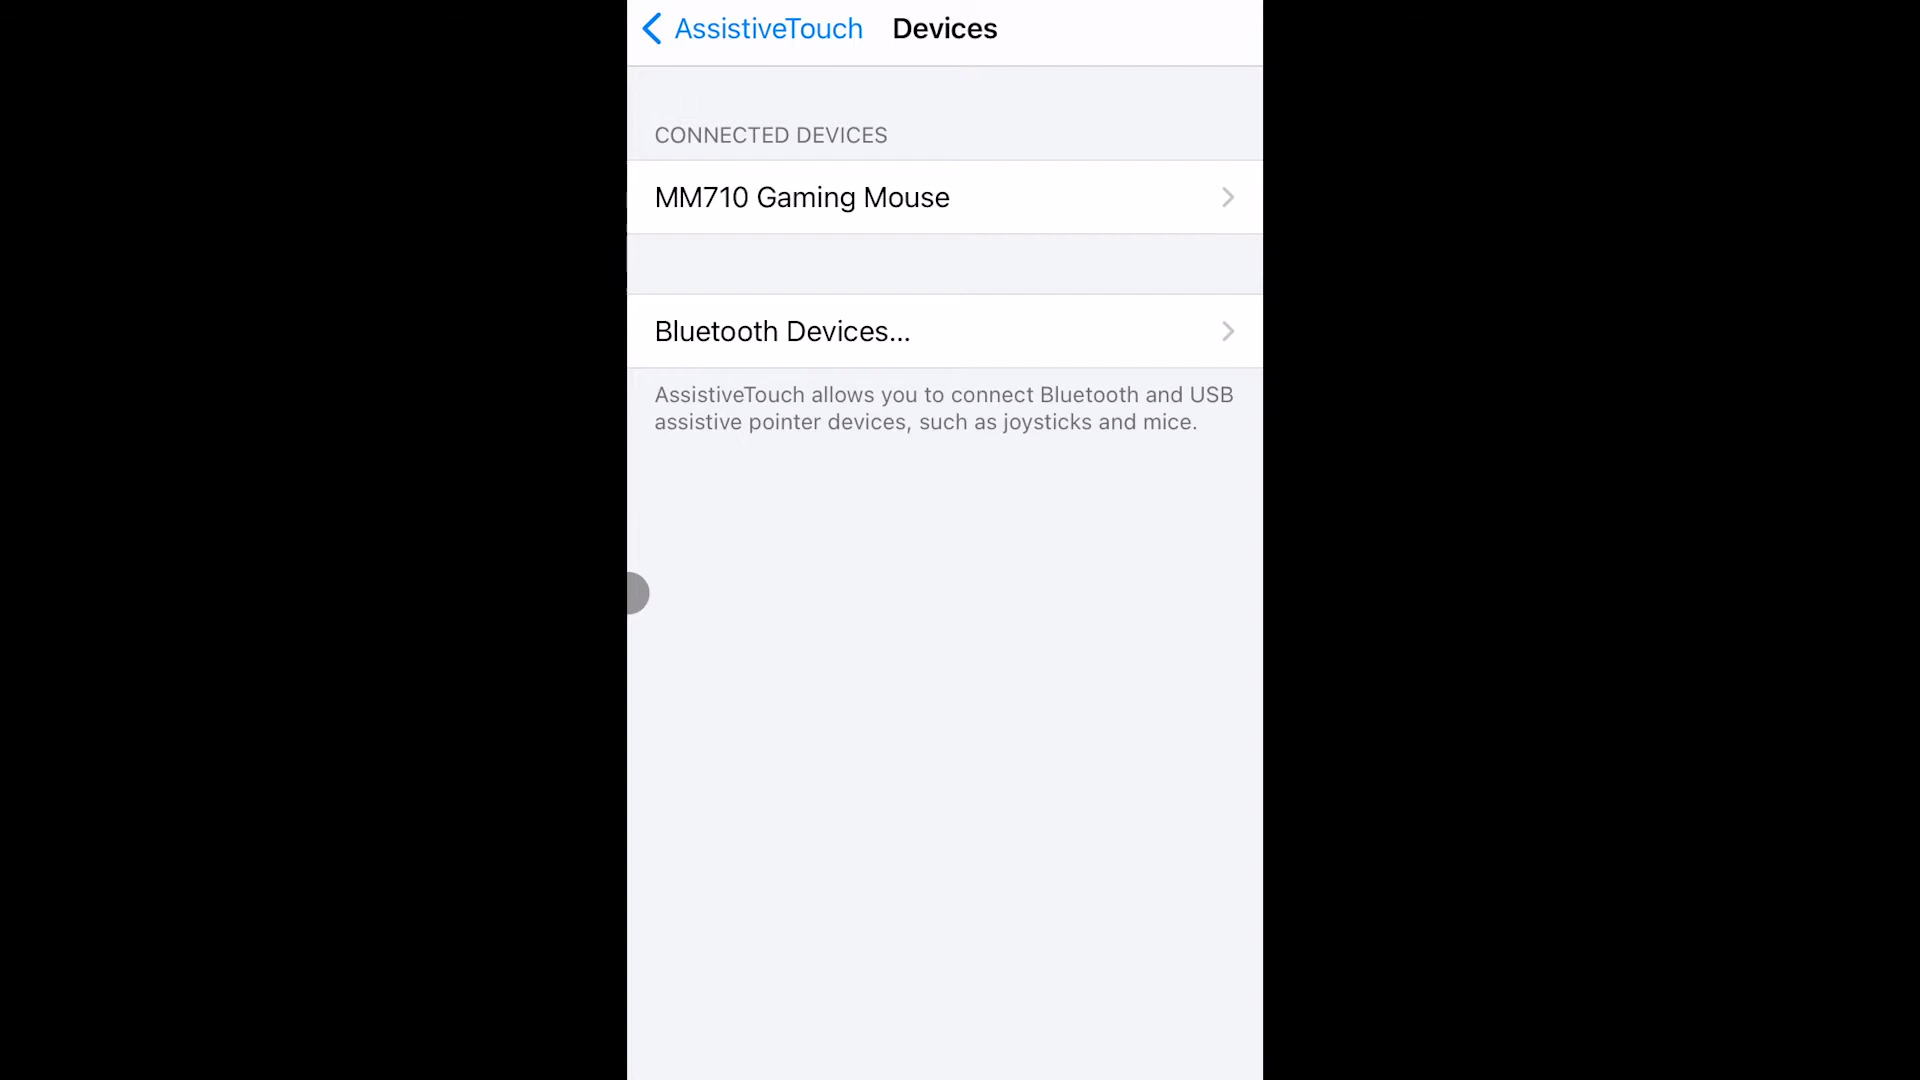 AssistiveTouch Devices
CONNECTED DEVICES
MM710 Gaming Mouse
Bluetooth Devices...
AssistiveTouch allows you to connect Bluetooth and USB
assistive pointer devices, such as joysticks and mice.